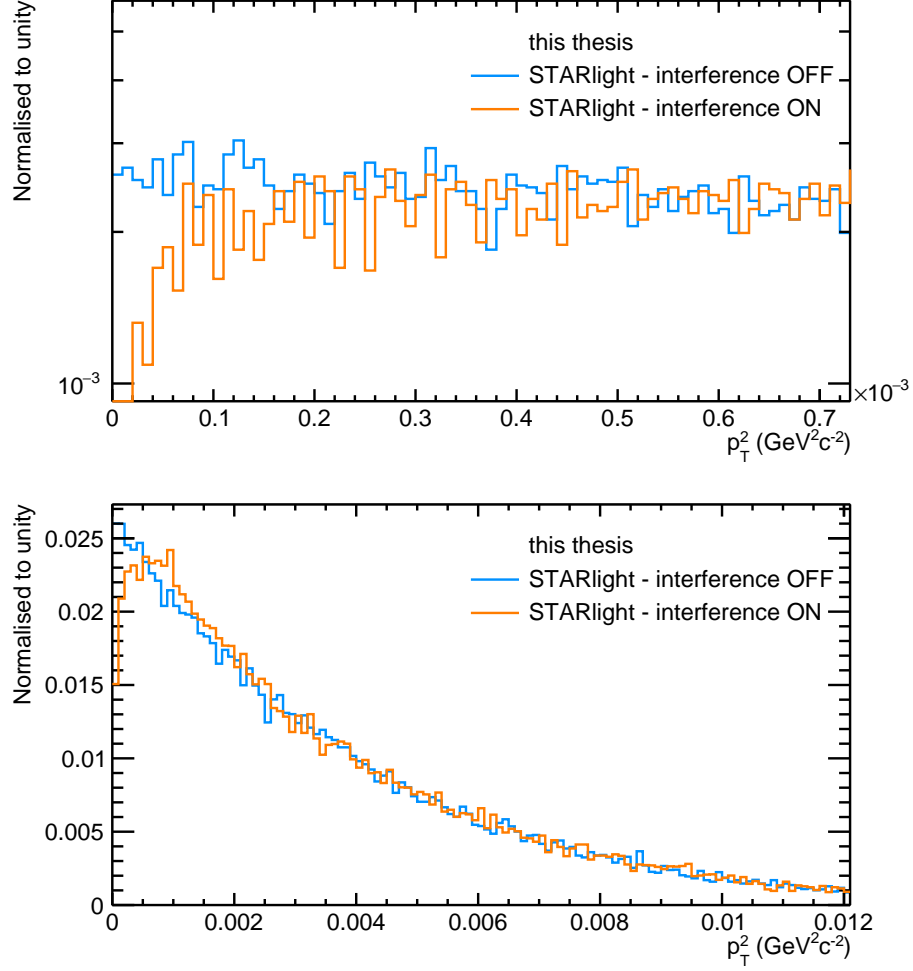 Normalised to unity
this thesis
STARlight - interference OFF
STARlight - interference ON
10⁻³
0 0.1 0.2 0.3 0.4 0.5 0.6 0.7
×10⁻³
p_T² (GeV²c⁻²)
Normalised to unity
this thesis
STARlight - interference OFF
STARlight - interference ON
0.025
0.02
0.015
0.01
0.005
0
0 0.002 0.004 0.006 0.008 0.01 0.012
p_T² (GeV²c⁻²)